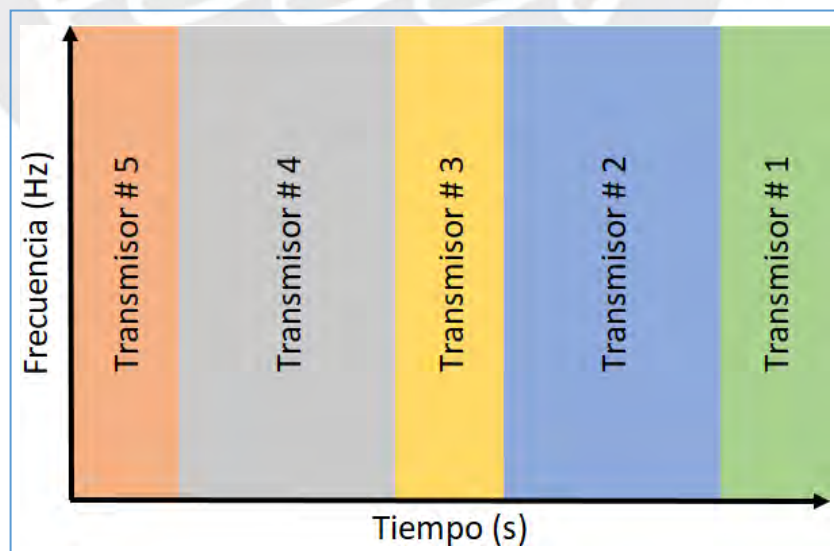 Frecuencia (Hz)
Transmisor # 5
Transmisor # 4
Transmisor # 3
Transmisor # 2
Transmisor # 1
Tiempo (s)